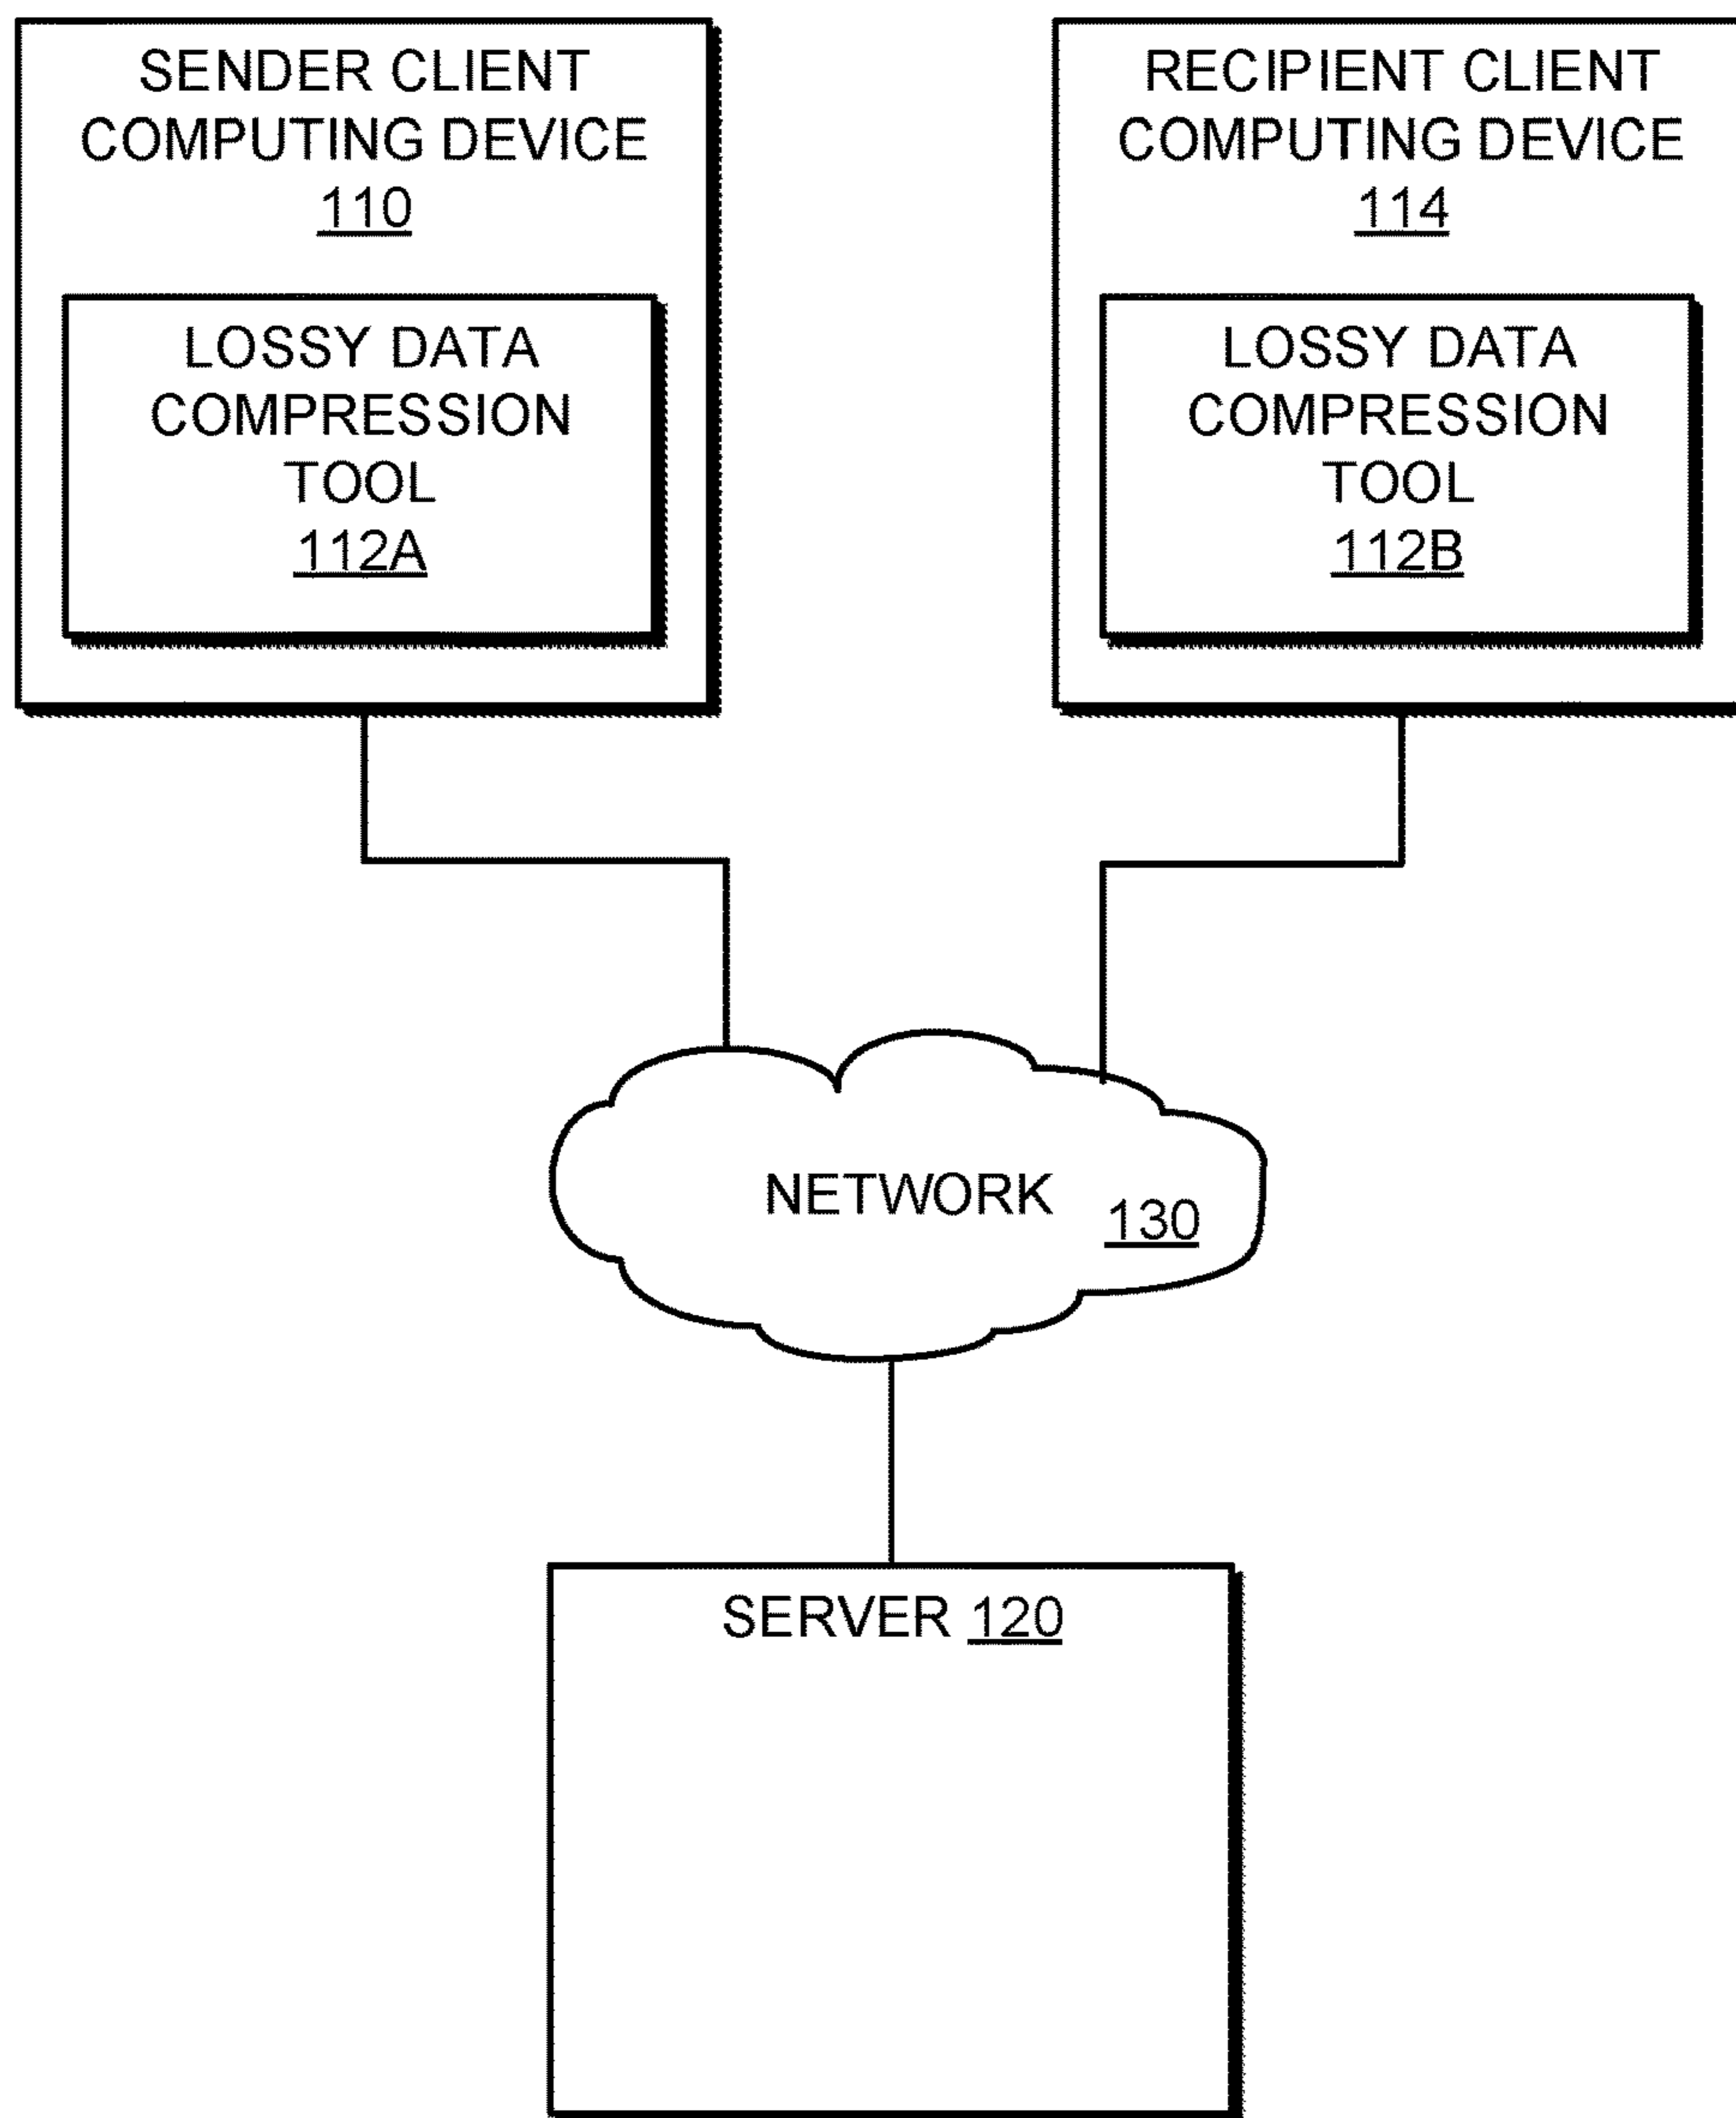 SENDER CLIENT
COMPUTING DEVICE
110
LOSSY DATA
COMPRESSION
TOOL
112A
RECIPIENT CLIENT
COMPUTING DEVICE
114
LOSSY DATA
COMPRESSION
TOOL
112B
NETWORK 130
SERVER 120